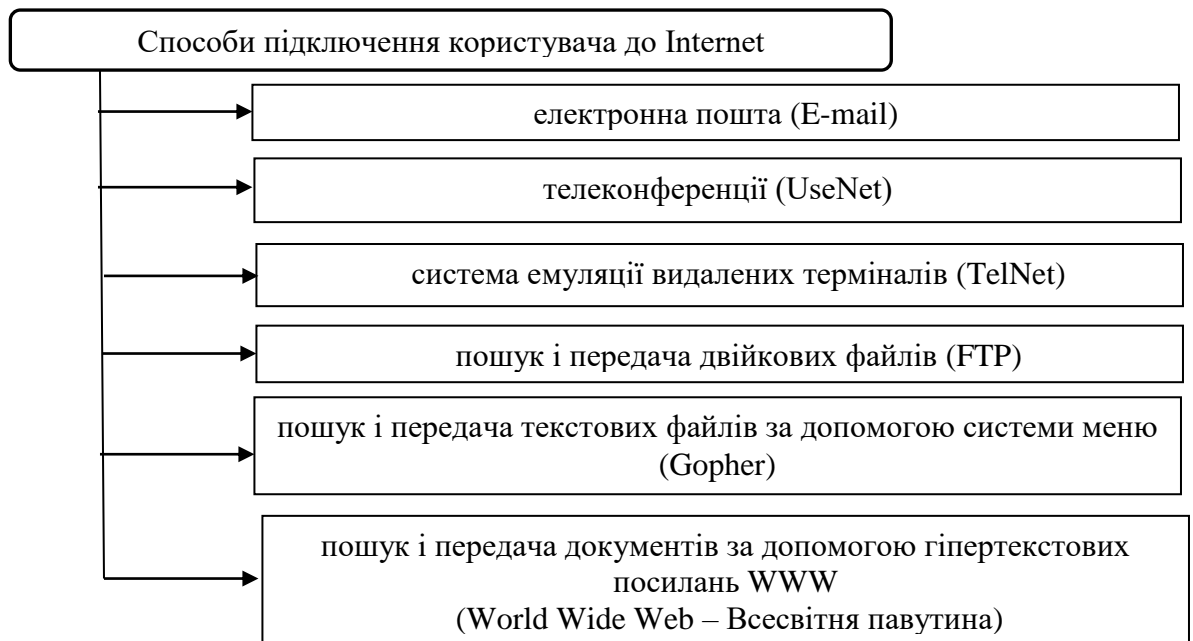 Способи підключення користувача до Internet
електронна пошта (E-mail)
телеконференції (UseNet)
система емуляції видалених терміналів (TelNet)
пошук і передача двійкових файлів (FTP)
пошук і передача текстових файлів за допомогою системи меню
(Gopher)
пошук і передача документів за допомогою гіпертекстових
посилань WWW
(World Wide Web – Всесвітня павутина)